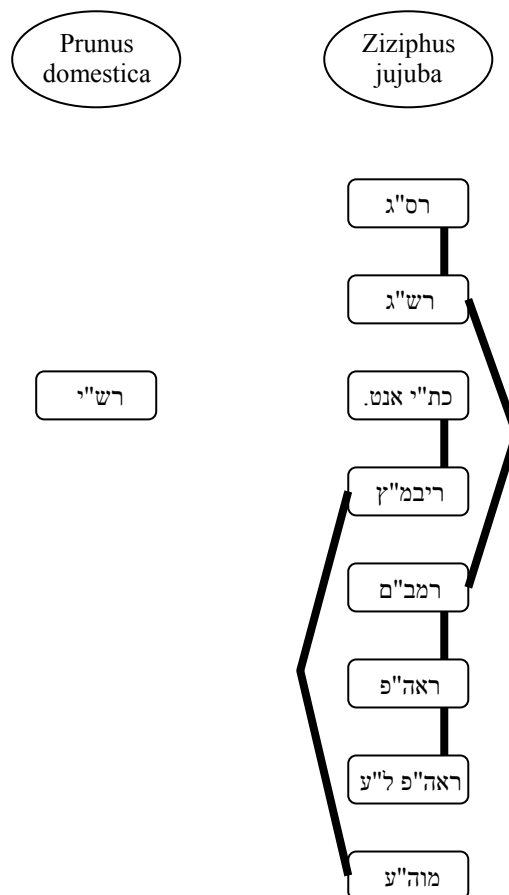 Prunus
domestica
Ziziphus
jujuba
רס"ג
רש"ג
רש"י
כת"י אנט.
ריבמ"ץ
רמב"ם
ראה"פ
ראה"פ ל"ע
מוה"ע